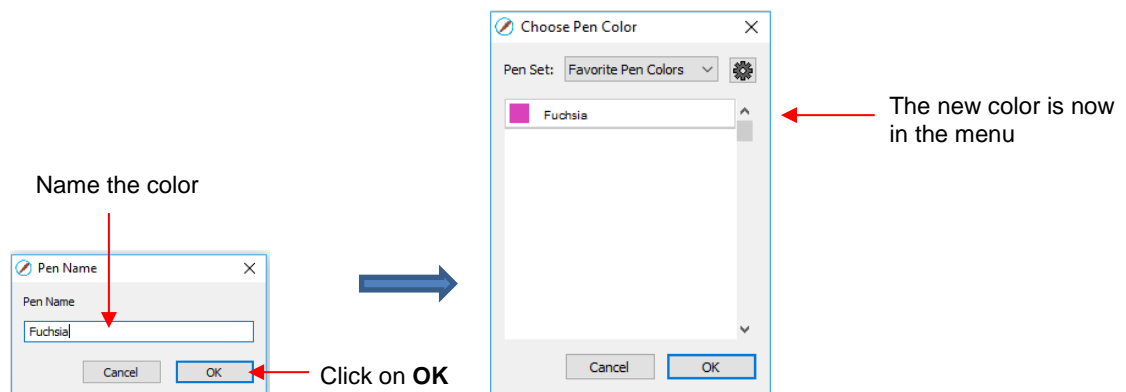 Choose Pen Color
Pen Set: Favorite Pen Colors
Fuchsia
The new color is now
in the menu
Name the color
Pen Name
Pen Name
Fuchsia
Cancel OK
Click on OK
Cancel OK